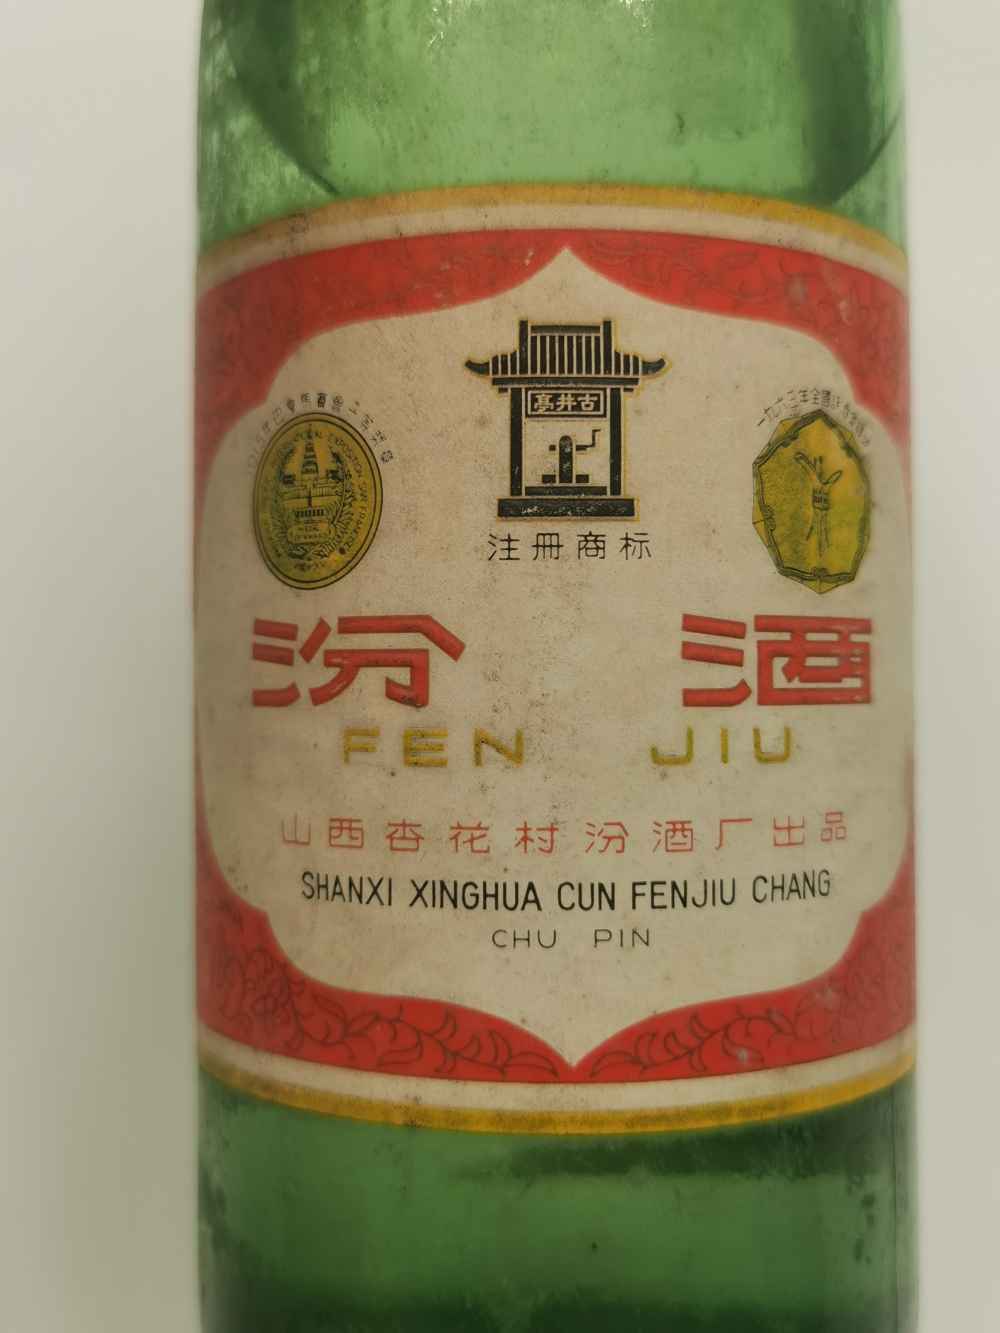 古井亭
注册商标
汾酒
FEN JIU
山西杏花村汾酒厂出品
SHANXI XINGHUA CUN FENJIU CHANG
CHU PIN